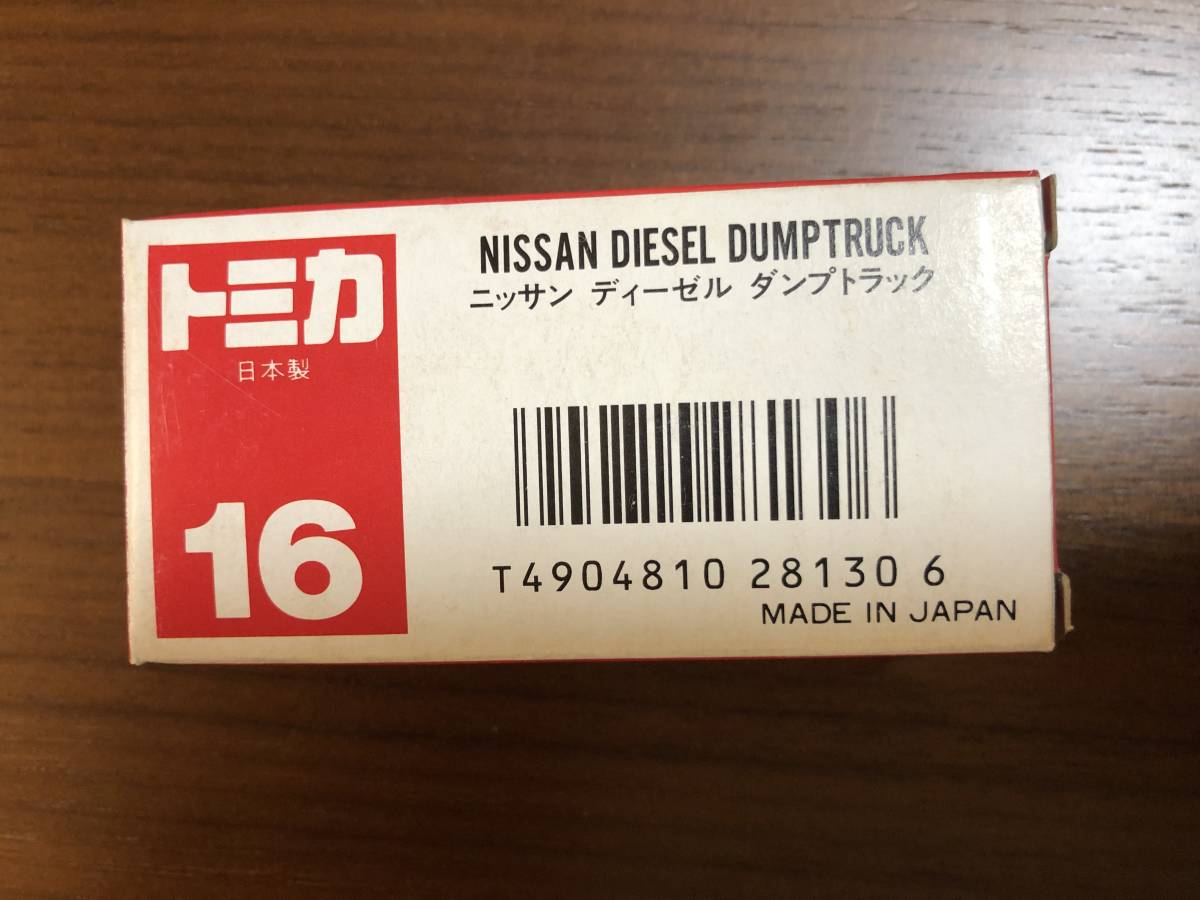 トミカ
日本製
16
NISSAN DIESEL DUMPTRUCK
ニッサン ディーゼル ダンプトラック
T4904810 28130 6
MADE IN JAPAN